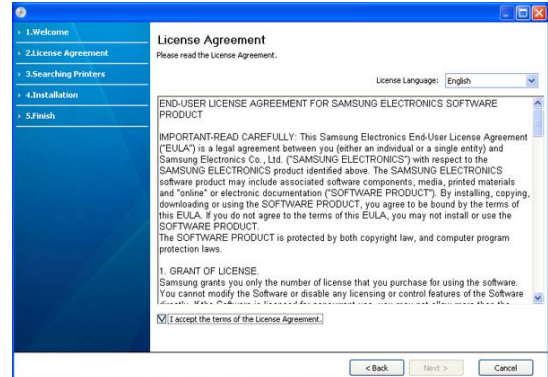 1.Welcome
2.License Agreement
3.Searching Printers
4.Installation
5.Finish
License Agreement
Please read the License Agreement.
License Language: English
END-USER LICENSE AGREEMENT FOR SAMSUNG ELECTRONICS SOFTWARE
PRODUCT
IMPORTANT-READ CAREFULLY: This Samsung Electronics End-User License Agreement
("EULA") is a legal agreement between you (either an individual or a single entity) and
Samsung Electronics Co., Ltd. ("SAMSUNG ELECTRONICS") with respect to the
SAMSUNG ELECTRONICS product identified above. The SAMSUNG ELECTRONICS
software product may include associated software components, media, printed materials
and "online" or electronic documentation ("SOFTWARE PRODUCT"). By installing, copying,
downloading or using the SOFTWARE PRODUCT, you agree to be bound by the terms of
this EULA. If you do not agree to the terms of this EULA, you may not install or use the
SOFTWARE PRODUCT.
The SOFTWARE PRODUCT is protected by both copyright law, and computer program
protection laws.
1. GRANT OF LICENSE.
Samsung grants you only the number of license that you purchase for using the software.
You cannot modify the Software or disable any licensing or control features of the Software
I accept the terms of the License Agreement.
< Back
Next >
Cancel